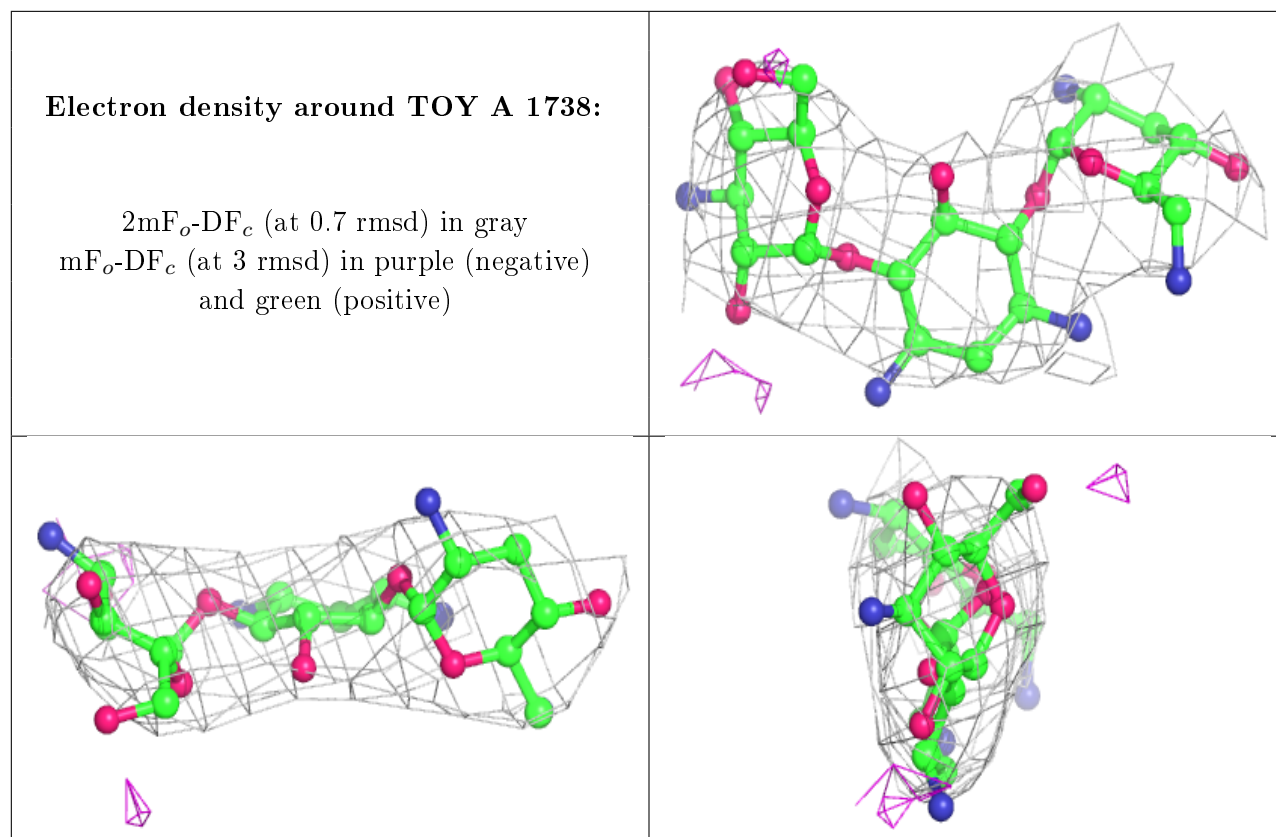 Electron density around TOY A 1738:
2mFₒ-DF𝒸 (at 0.7 rmsd) in gray
mFₒ-DF𝒸 (at 3 rmsd) in purple (negative)
and green (positive)